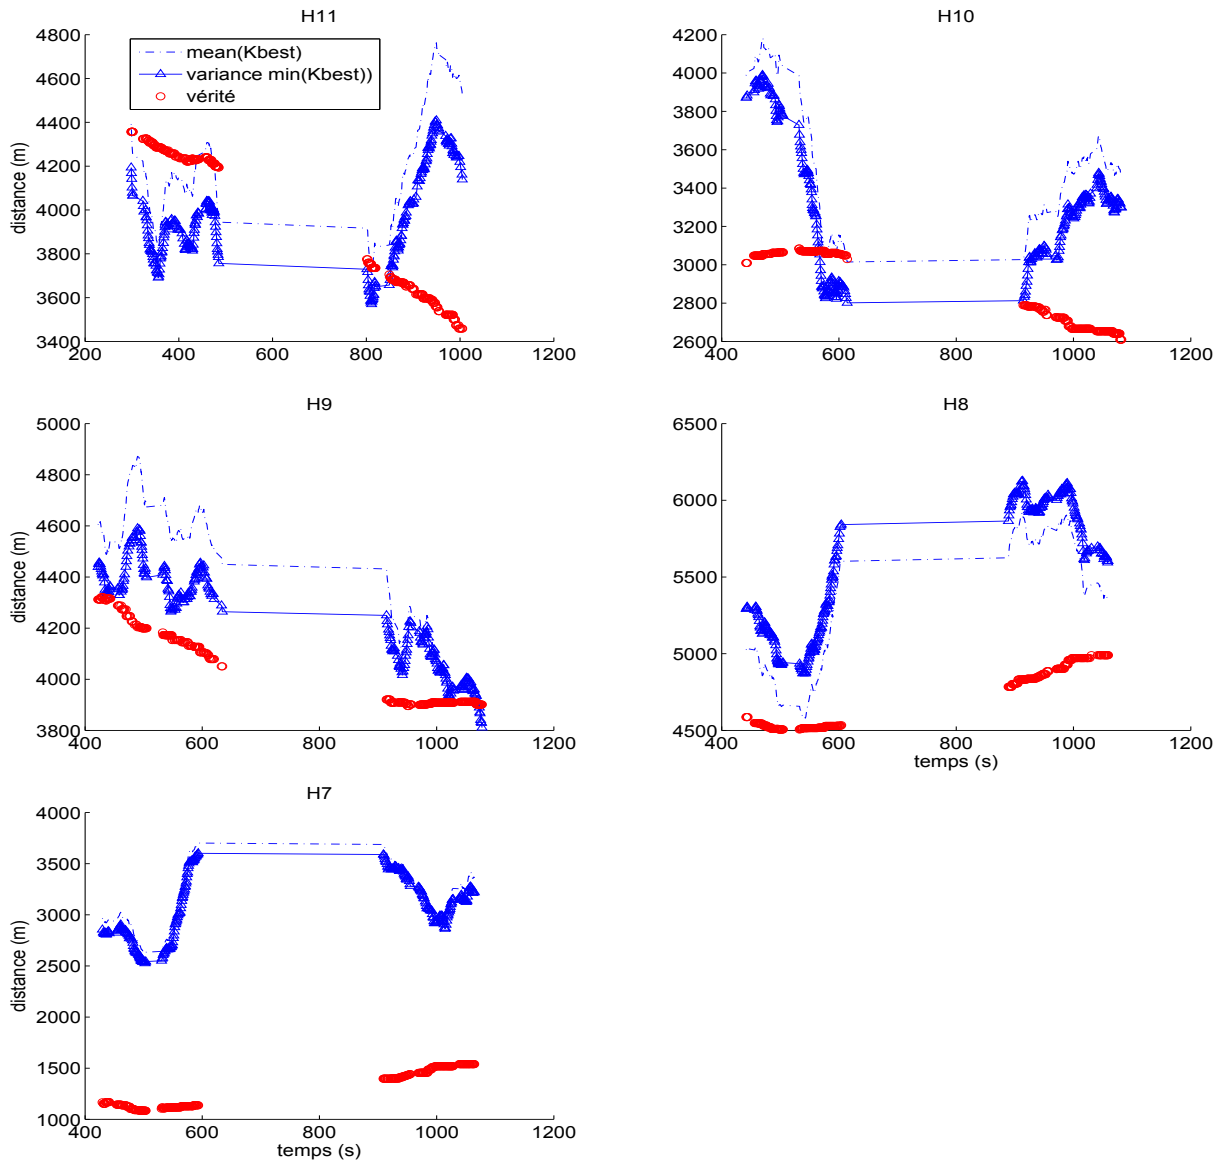 H11
4800
4600
4400
4200
4000
3800
3600
3400
200 400 600 800 1000 1200
distance (m)
mean(Kbest)
variance min(Kbest))
vérité
H10
4200
4000
3800
3600
3400
3200
3000
2800
2600
400 600 800 1000 1200
H9
5000
4800
4600
4400
4200
4000
3800
400 600 800 1000 1200
distance (m)
H8
6500
6000
5500
5000
4500
400 600 800 1000 1200
temps (s)
H7
4000
3500
3000
2500
2000
1500
1000
400 600 800 1000 1200
distance (m)
temps (s)